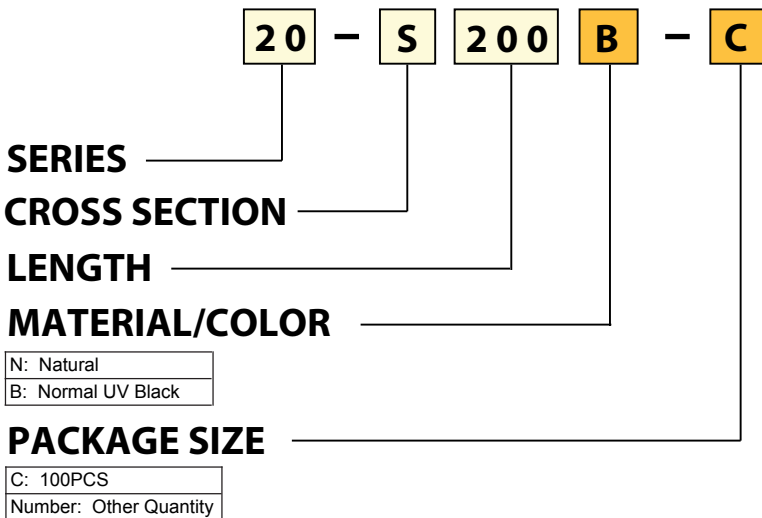 20 - S 200 B - C
SERIES
CROSS SECTION
LENGTH
MATERIAL/COLOR
N: Natural
B: Normal UV Black
PACKAGE SIZE
C: 100PCS
Number: Other Quantity